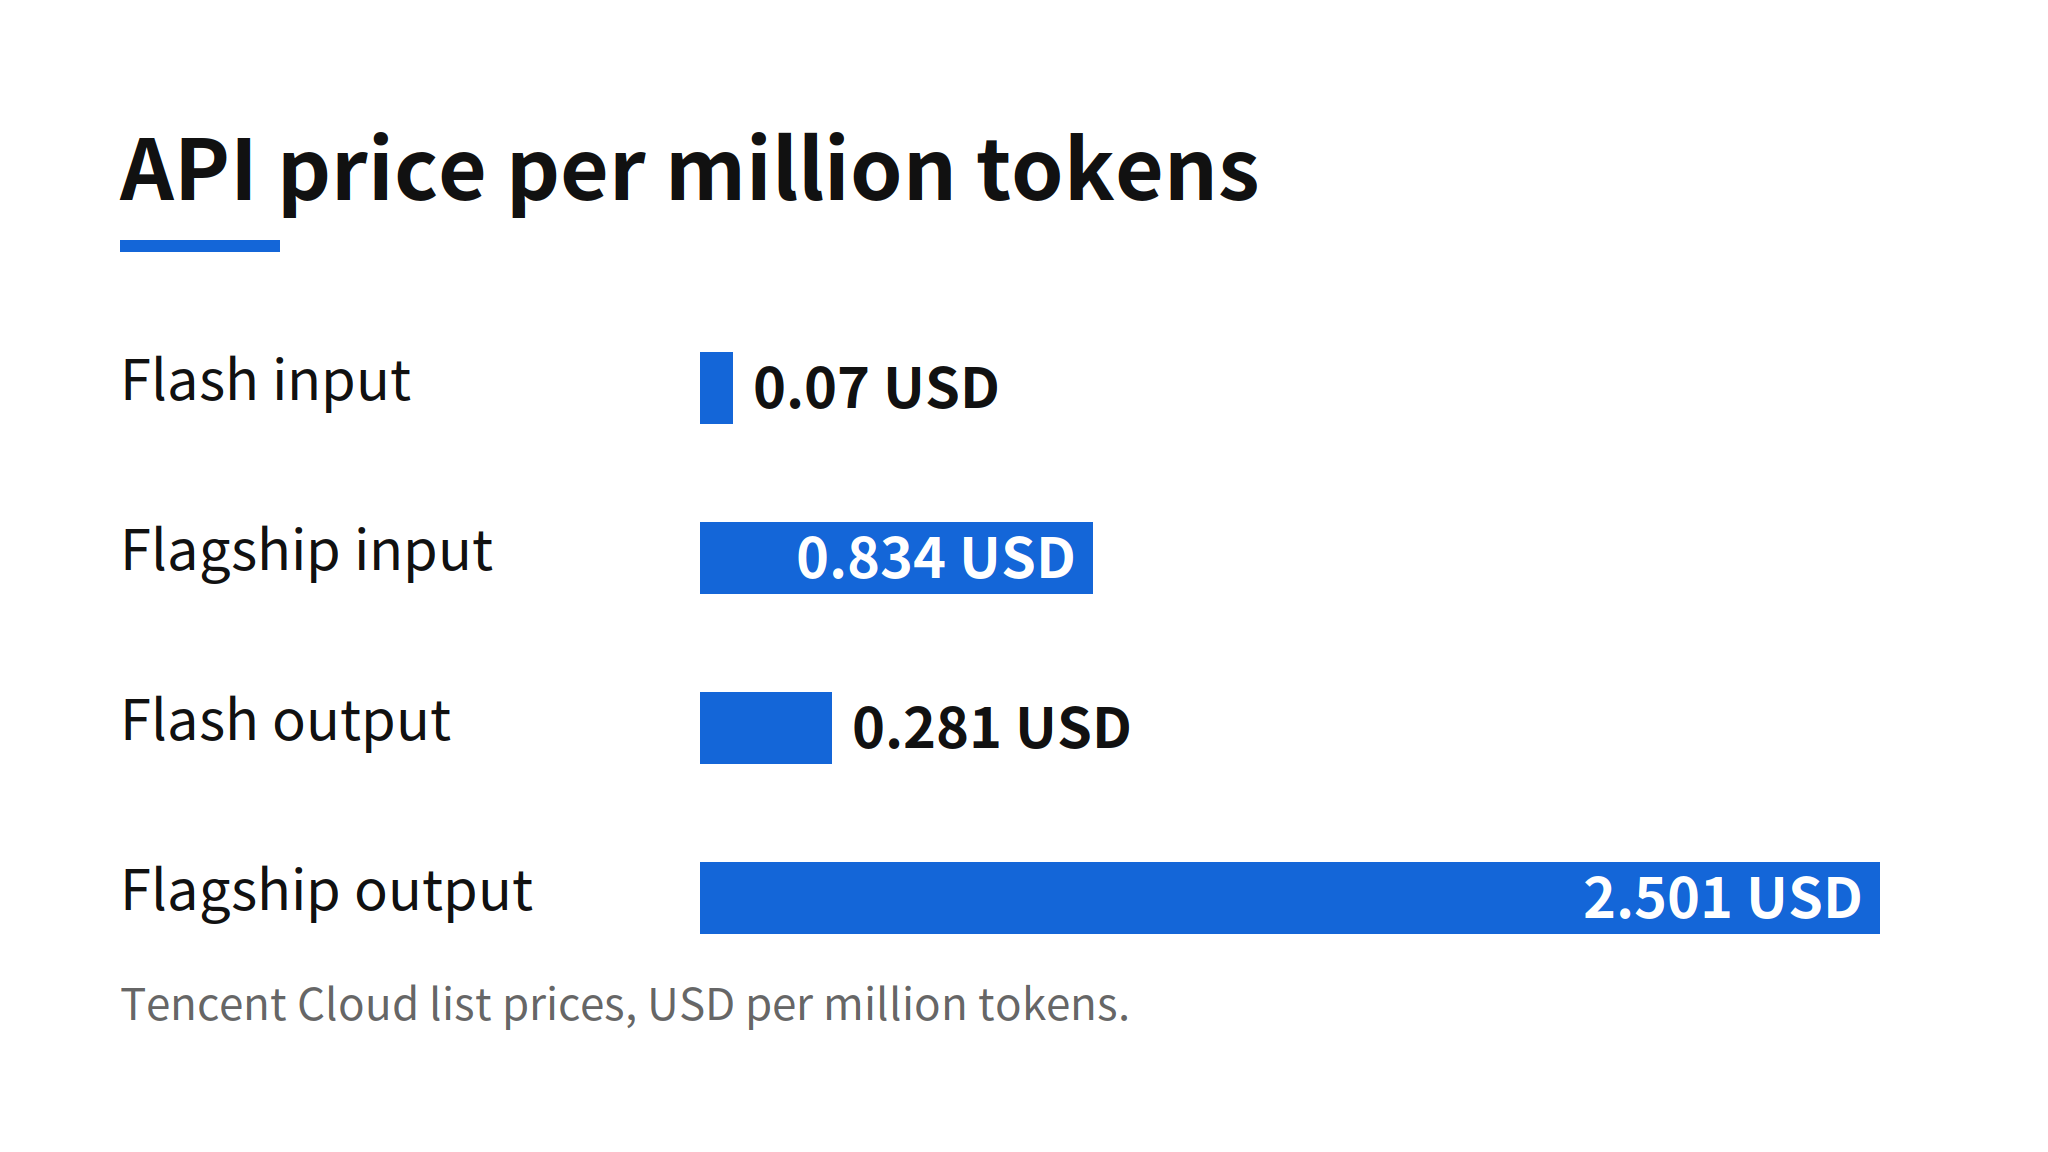 API price per million tokens
Flash input
0.07 USD
Flagship input
0.834 USD
Flash output
0.281 USD
Flagship output
2.501 USD
Tencent Cloud list prices, USD per million tokens.